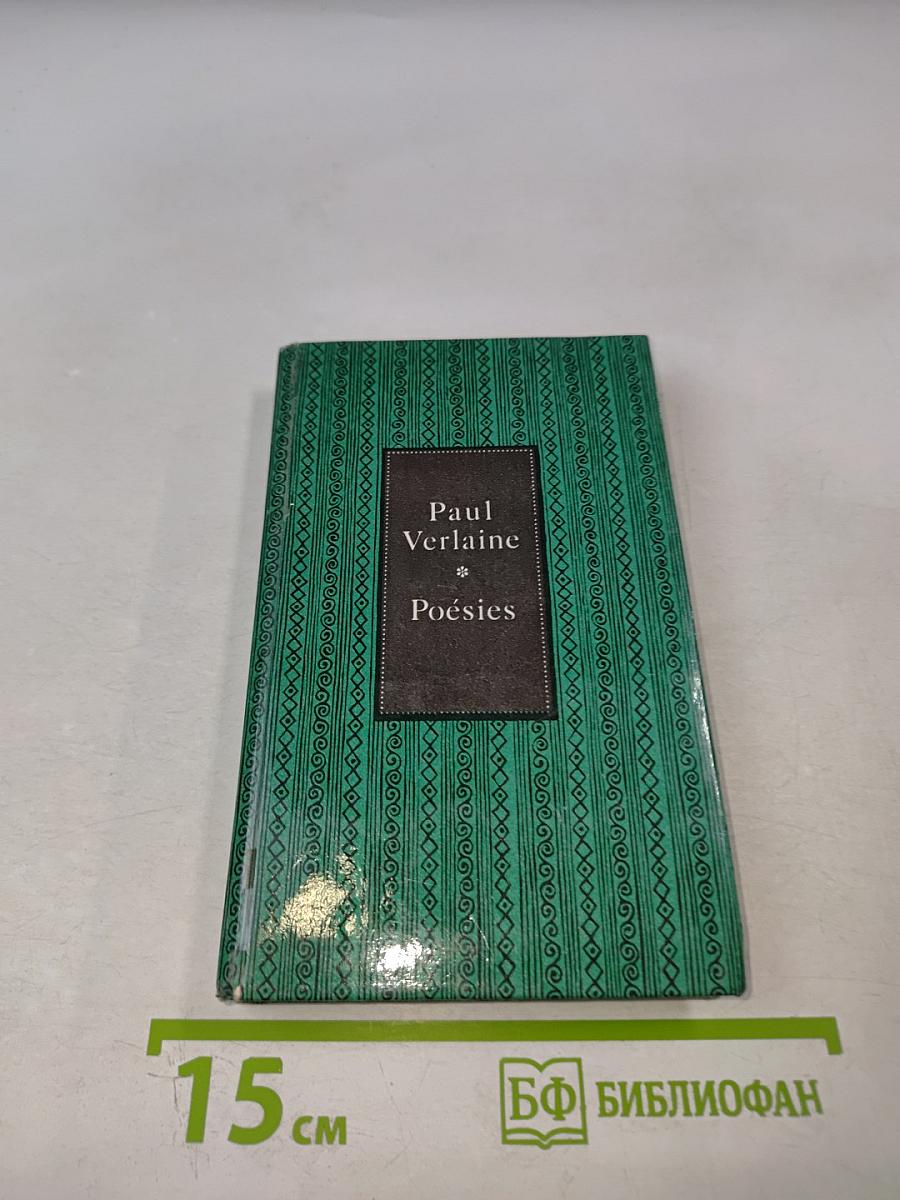 Paul
Verlaine
*
Poésies
15 см
БФ БИБЛИОФАН